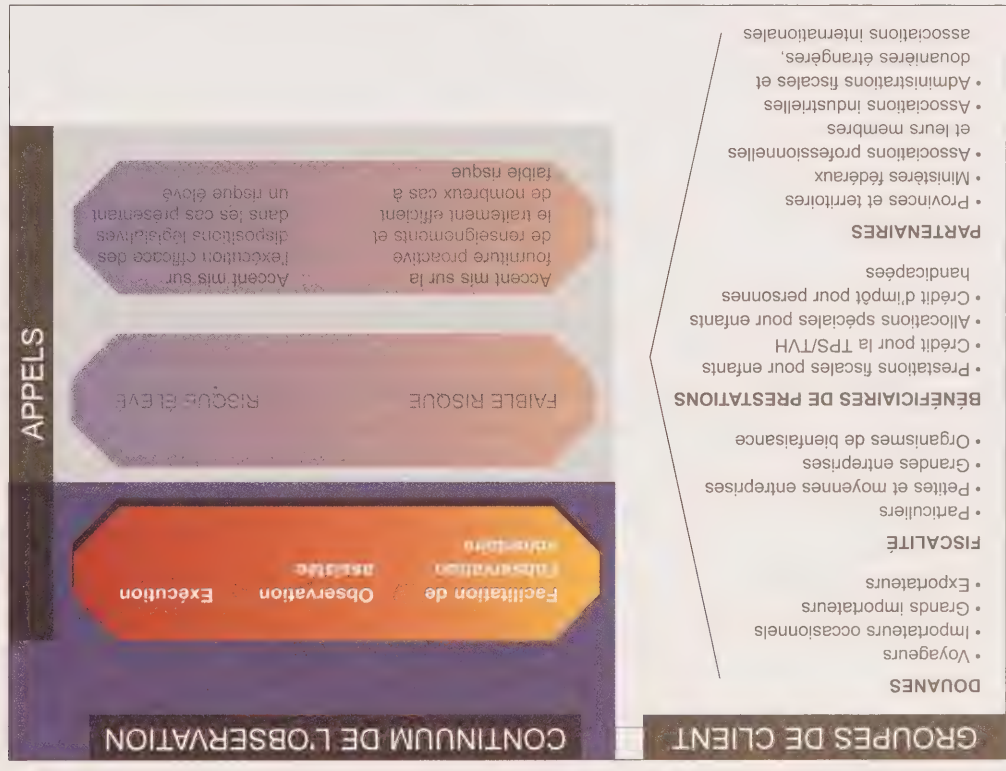 GROUPES DE CLIENT
DOUANES
• Voyageurs
• Importateurs occasionnels
• Grands importateurs
• Exportateurs
FISCALITÉ
• Particuliers
• Petites et moyennes entreprises
• Grandes entreprises
• Organismes de bienfaisance
BÉNÉFICIAIRES DE PRESTATIONS
• Prestations fiscales pour enfants
• Crédit pour la TPS/TVH
• Allocations spéciales pour enfants
• Crédit d'impôt pour personnes
handicapées
PARTENAIRES
• Provinces et territoires
• Ministères fédéraux
• Associations professionnelles
et leurs membres
• Associations industrielles
• Administrations fiscales et
douanières étrangères,
associations internationales
CONTINUUM DE L'OBSERVATION
Facilitation de
l'observation
volontaire
Observation
assistée
Exécution
FAIBLE RISQUE
RISQUE ÉLEVÉ
Accent mis sur la
fourniture proactive
de renseignements et
le traitement efficient
de nombreux cas à
faible risque
Accent mis sur
l'exécution efficace des
dispositions législatives
dans les cas présentant
un risque élevé
APPELS